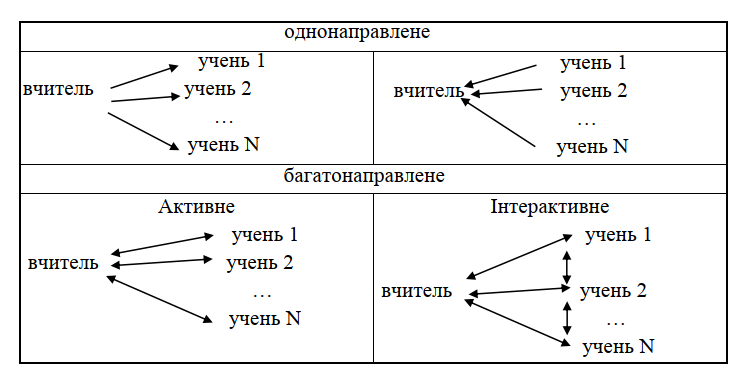 однонаправлене
учень 1
вчитель
учень 2
…
учень N
учень 1
вчитель
учень 2
…
учень N
багатонаправлене
Активне
учень 1
вчитель
учень 2
…
учень N
Інтерактивне
учень 1
вчитель
учень 2
…
учень N